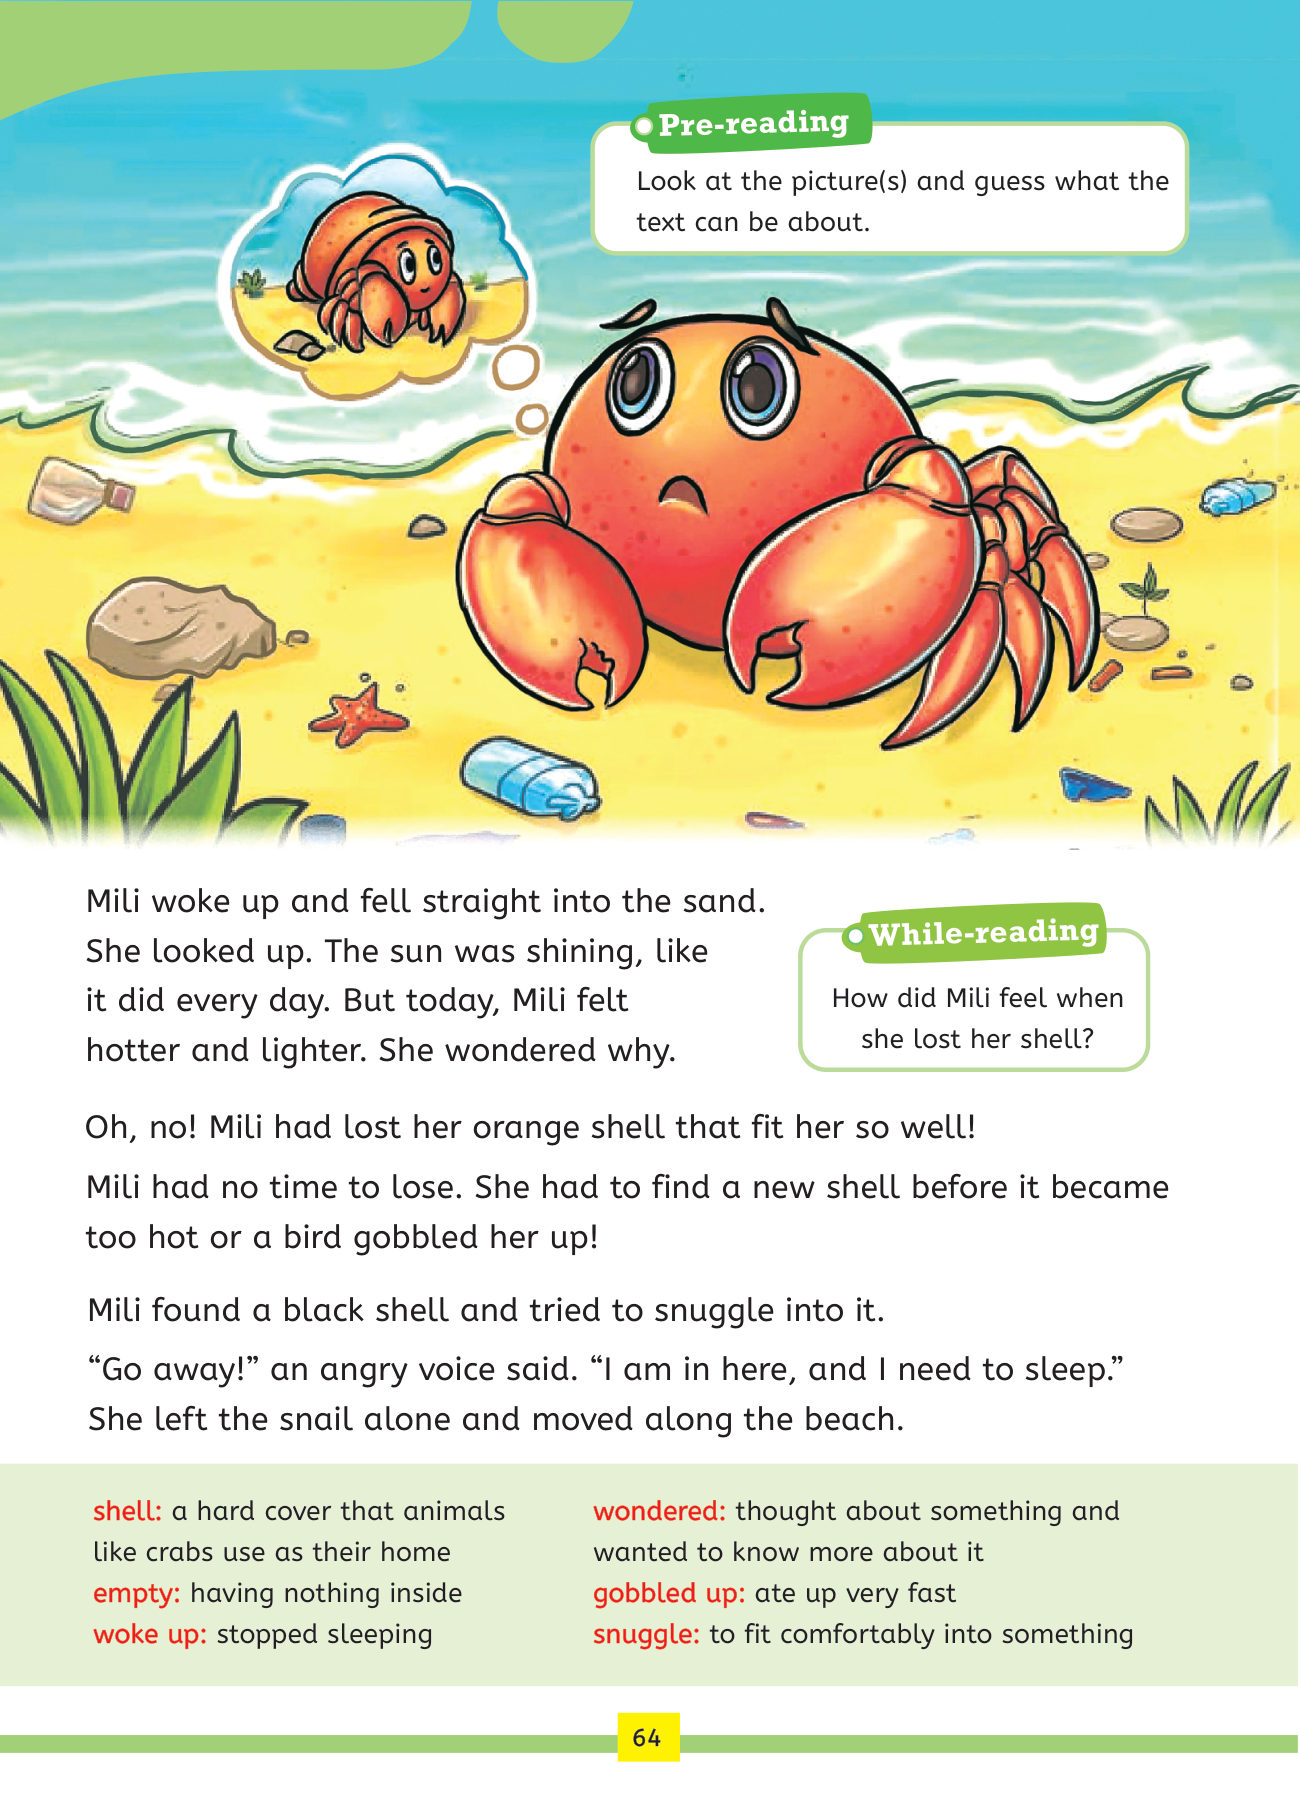 Pre-reading
Look at the picture(s) and guess what the
text can be about.
Mili woke up and fell straight into the sand.
She looked up. The sun was shining, like
it did every day. But today, Mili felt
hotter and lighter. She wondered why.
While-reading
How did Mili feel when
she lost her shell?
Oh, no! Mili had lost her orange shell that fit her so well!
Mili had no time to lose. She had to find a new shell before it became
too hot or a bird gobbled her up!
Mili found a black shell and tried to snuggle into it.
“Go away!” an angry voice said. “I am in here, and I need to sleep.”
She left the snail alone and moved along the beach.
shell: a hard cover that animals
like crabs use as their home
empty: having nothing inside
woke up: stopped sleeping
wondered: thought about something and
wanted to know more about it
gobbled up: ate up very fast
snuggle: to fit comfortably into something
64